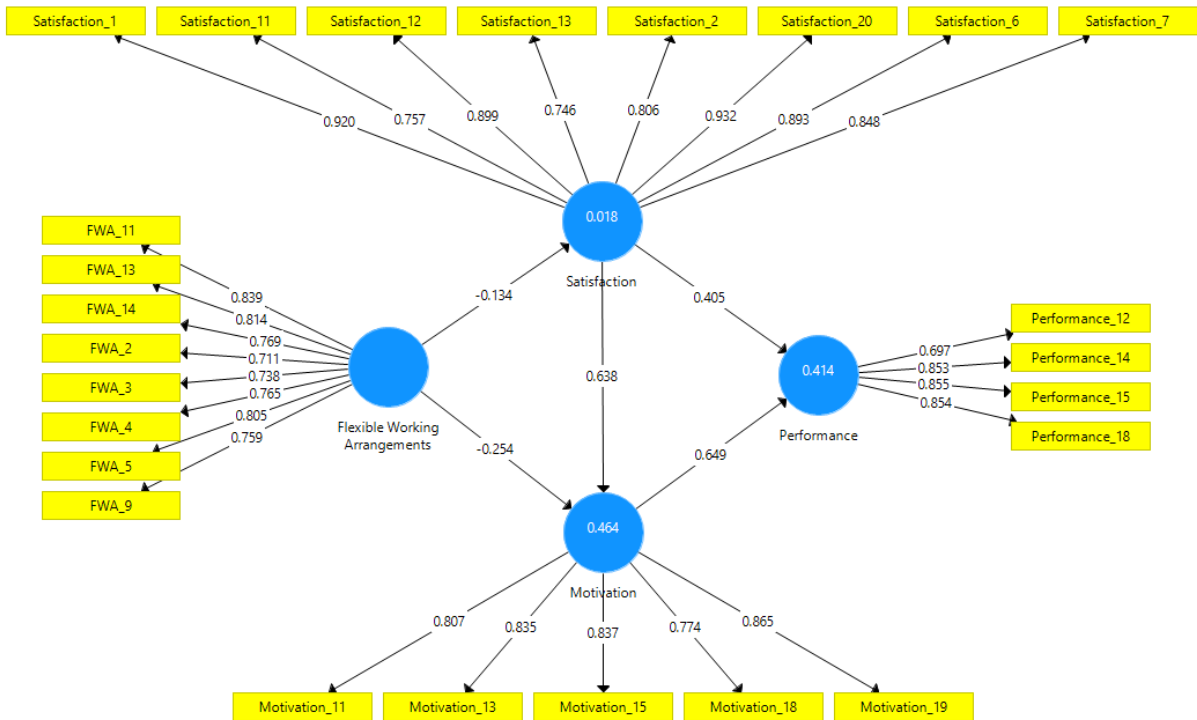 Satisfaction_1
Satisfaction_11
Satisfaction_12
Satisfaction_13
Satisfaction_2
Satisfaction_20
Satisfaction_6
Satisfaction_7
0.920
0.757
0.899
0.746
0.806
0.932
0.893
0.848
0.018
Satisfaction
FWA_11
FWA_13
FWA_14
FWA_2
FWA_3
FWA_4
FWA_5
FWA_9
0.839
0.814
0.769
0.711
0.738
0.765
0.805
0.759
Flexible Working
Arrangements
-0.134
-0.254
0.638
0.405
0.649
0.414
Performance
0.697
0.853
0.855
0.854
Performance_12
Performance_14
Performance_15
Performance_18
0.464
Motivation
0.807
0.835
0.837
0.774
0.865
Motivation_11
Motivation_13
Motivation_15
Motivation_18
Motivation_19